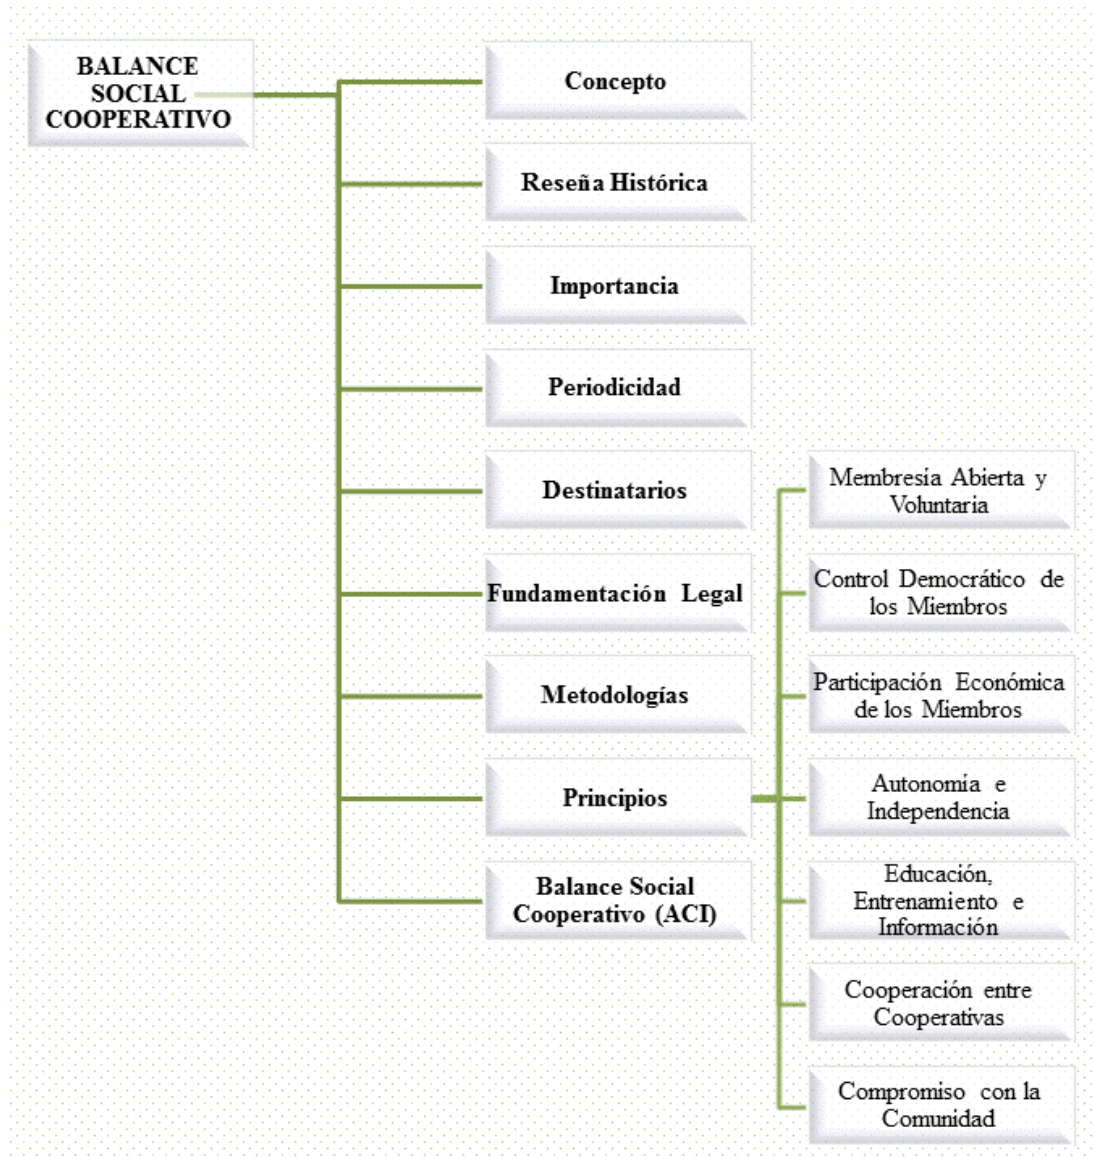 BALANCE
SOCIAL
COOPERATIVO
Concepto
Reseña Histórica
Importancia
Periodicidad
Destinatarios
Fundamentación Legal
Metodologías
Principios
Balance Social
Cooperativo (ACI)
Membresía Abierta y
Voluntaria
Control Democrático de
los Miembros
Participación Económica
de los Miembros
Autonomía e
Independencia
Educación,
Entrenamiento e
Información
Cooperación entre
Cooperativas
Compromiso con la
Comunidad